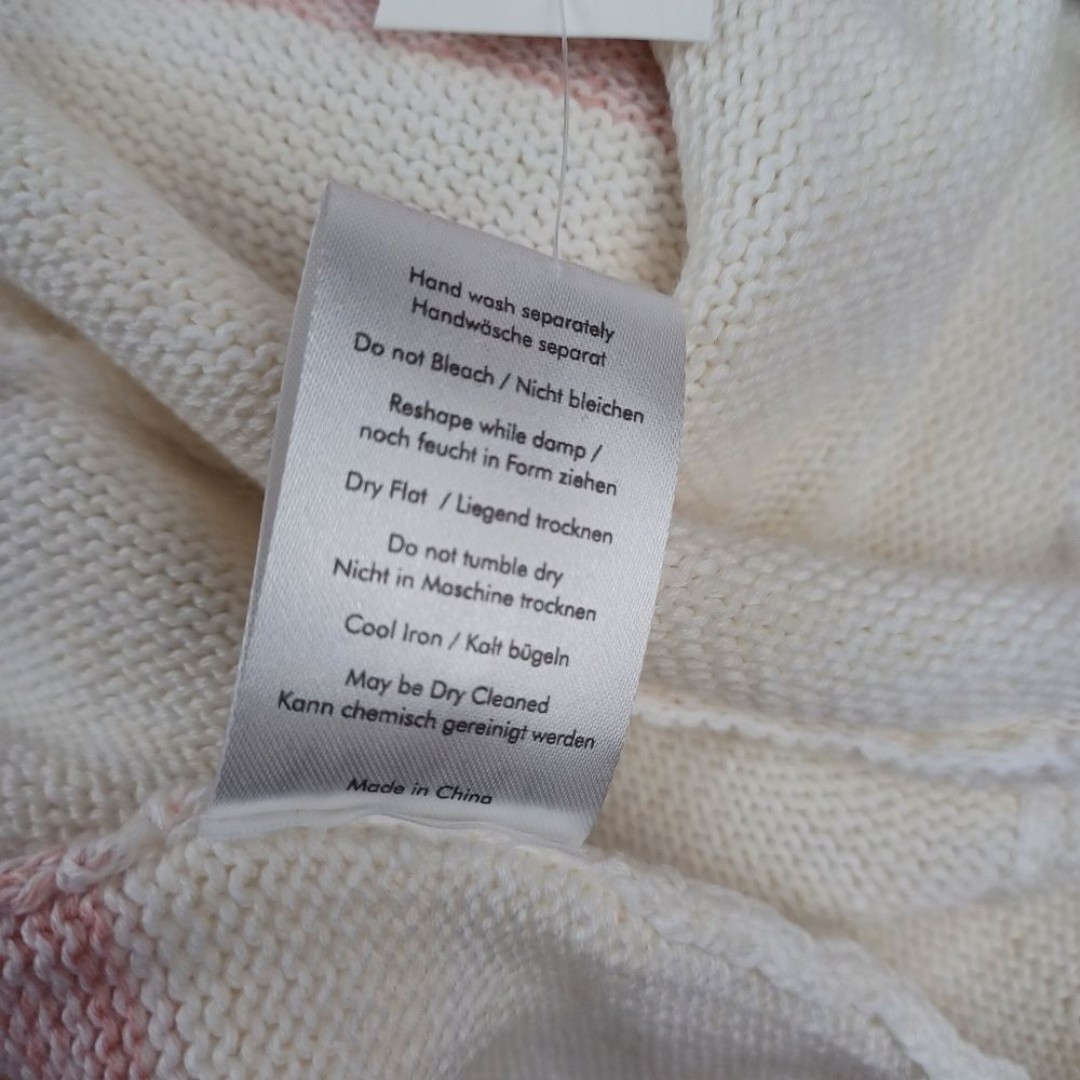 Hand wash separately
Handwäsche separat
Do not Bleach / Nicht bleichen
Reshape while damp /
noch feucht in Form ziehen
Dry Flat / Liegend trocknen
Do not tumble dry
Nicht in Maschine trocknen
Cool Iron / Kalt bügeln
May be Dry Cleaned
Kann chemisch gereinigt werden
Made in China